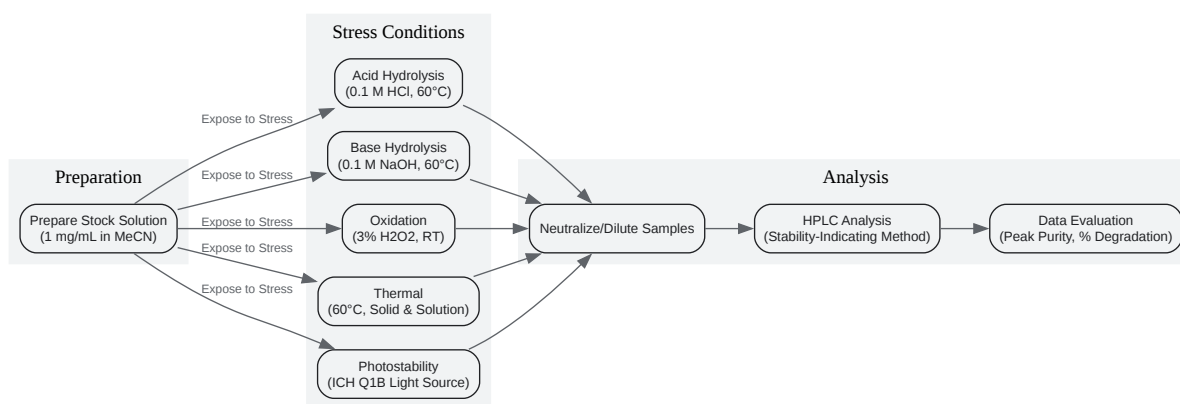 Stress Conditions
Acid Hydrolysis
(0.1 M HCl, 60°C)
Expose to Stress
Base Hydrolysis
(0.1 M NaOH, 60°C)
Expose to Stress
Preparation
Analysis
Prepare Stock Solution
(1 mg/mL in MeCN)
Expose to Stress
Oxidation
(3% H2O2, RT)
Neutralize/Dilute Samples
HPLC Analysis
(Stability-Indicating Method)
Data Evaluation
(Peak Purity, % Degradation)
Expose to Stress
Thermal
(60°C, Solid & Solution)
Expose to Stress
Photostability
(ICH Q1B Light Source)